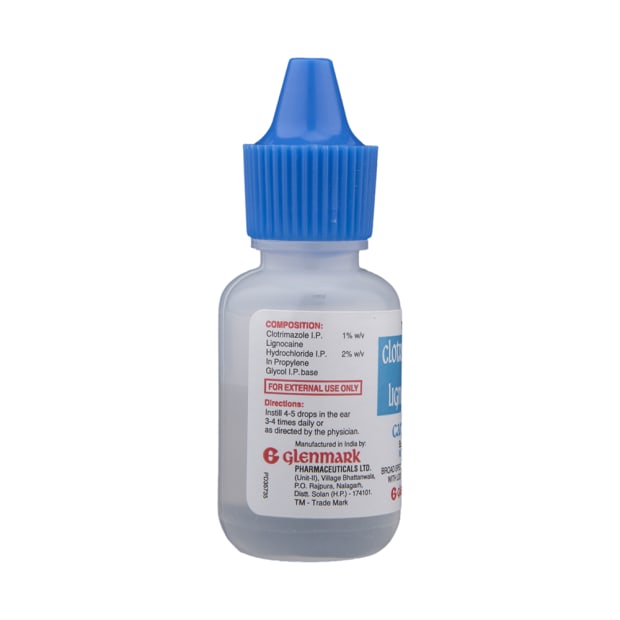 COMPOSITION:
Clotrimazole I.P. 1% w/v
Lignocaine
Hydrochloride I.P. 2% w/v
In Propylene
Glycol I.P. base
FOR EXTERNAL USE ONLY
Directions:
Instill 4-5 drops in the ear
3-4 times daily or
as directed by the physician.
Manufactured in India by:
Glenmark
PHARMACEUTICALS LTD.
(Unit-II), Village Bhattanwala,
P.O. Rajpura, Nalagarh,
Distt. Solan (H.P.) - 174101.
TM - Trade Mark